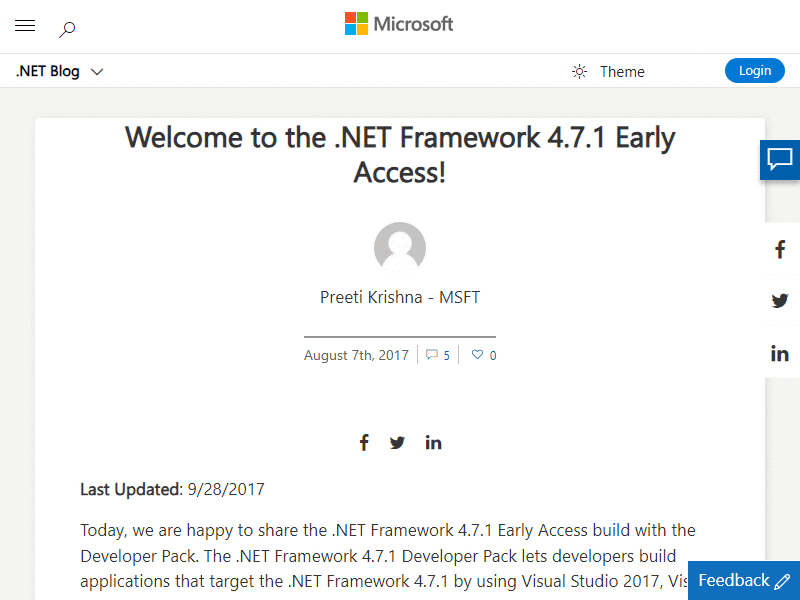 Microsoft
.NET Blog
Theme
Login
Welcome to the .NET Framework 4.7.1 Early
Access!
Preeti Krishna - MSFT
August 7th, 2017
5
0
Last Updated: 9/28/2017
Today, we are happy to share the .NET Framework 4.7.1 Early Access build with the
Developer Pack. The .NET Framework 4.7.1 Developer Pack lets developers build
applications that target the .NET Framework 4.7.1 by using Visual Studio 2017,
Feedback